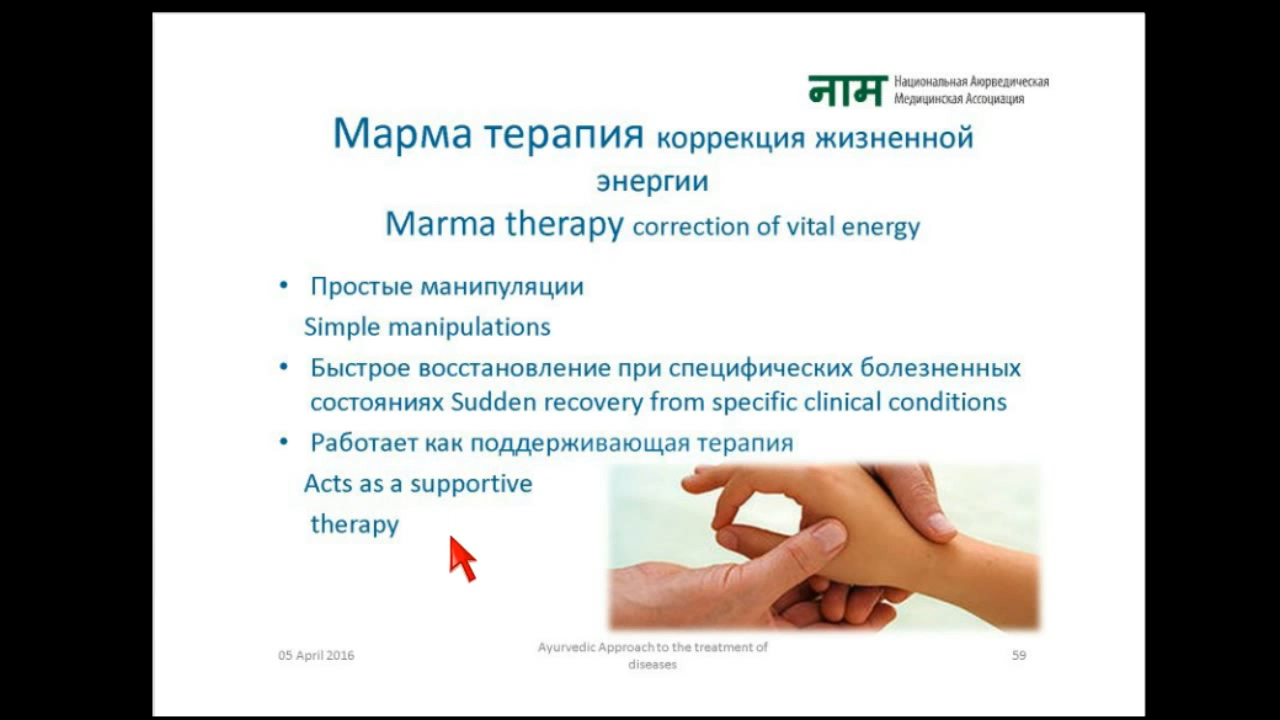 नाम Национальная Аюрведическая
Медицинская Ассоциация
Марма терапия коррекция жизненной
энергии
Marma therapy correction of vital energy
• Простые манипуляции
Simple manipulations
• Быстрое восстановление при специфических болезненных
состояниях Sudden recovery from specific clinical conditions
• Работает как поддерживающая терапия
Acts as a supportive
therapy
05 April 2016
Ayurvedic Approach to the treatment of
diseases
59